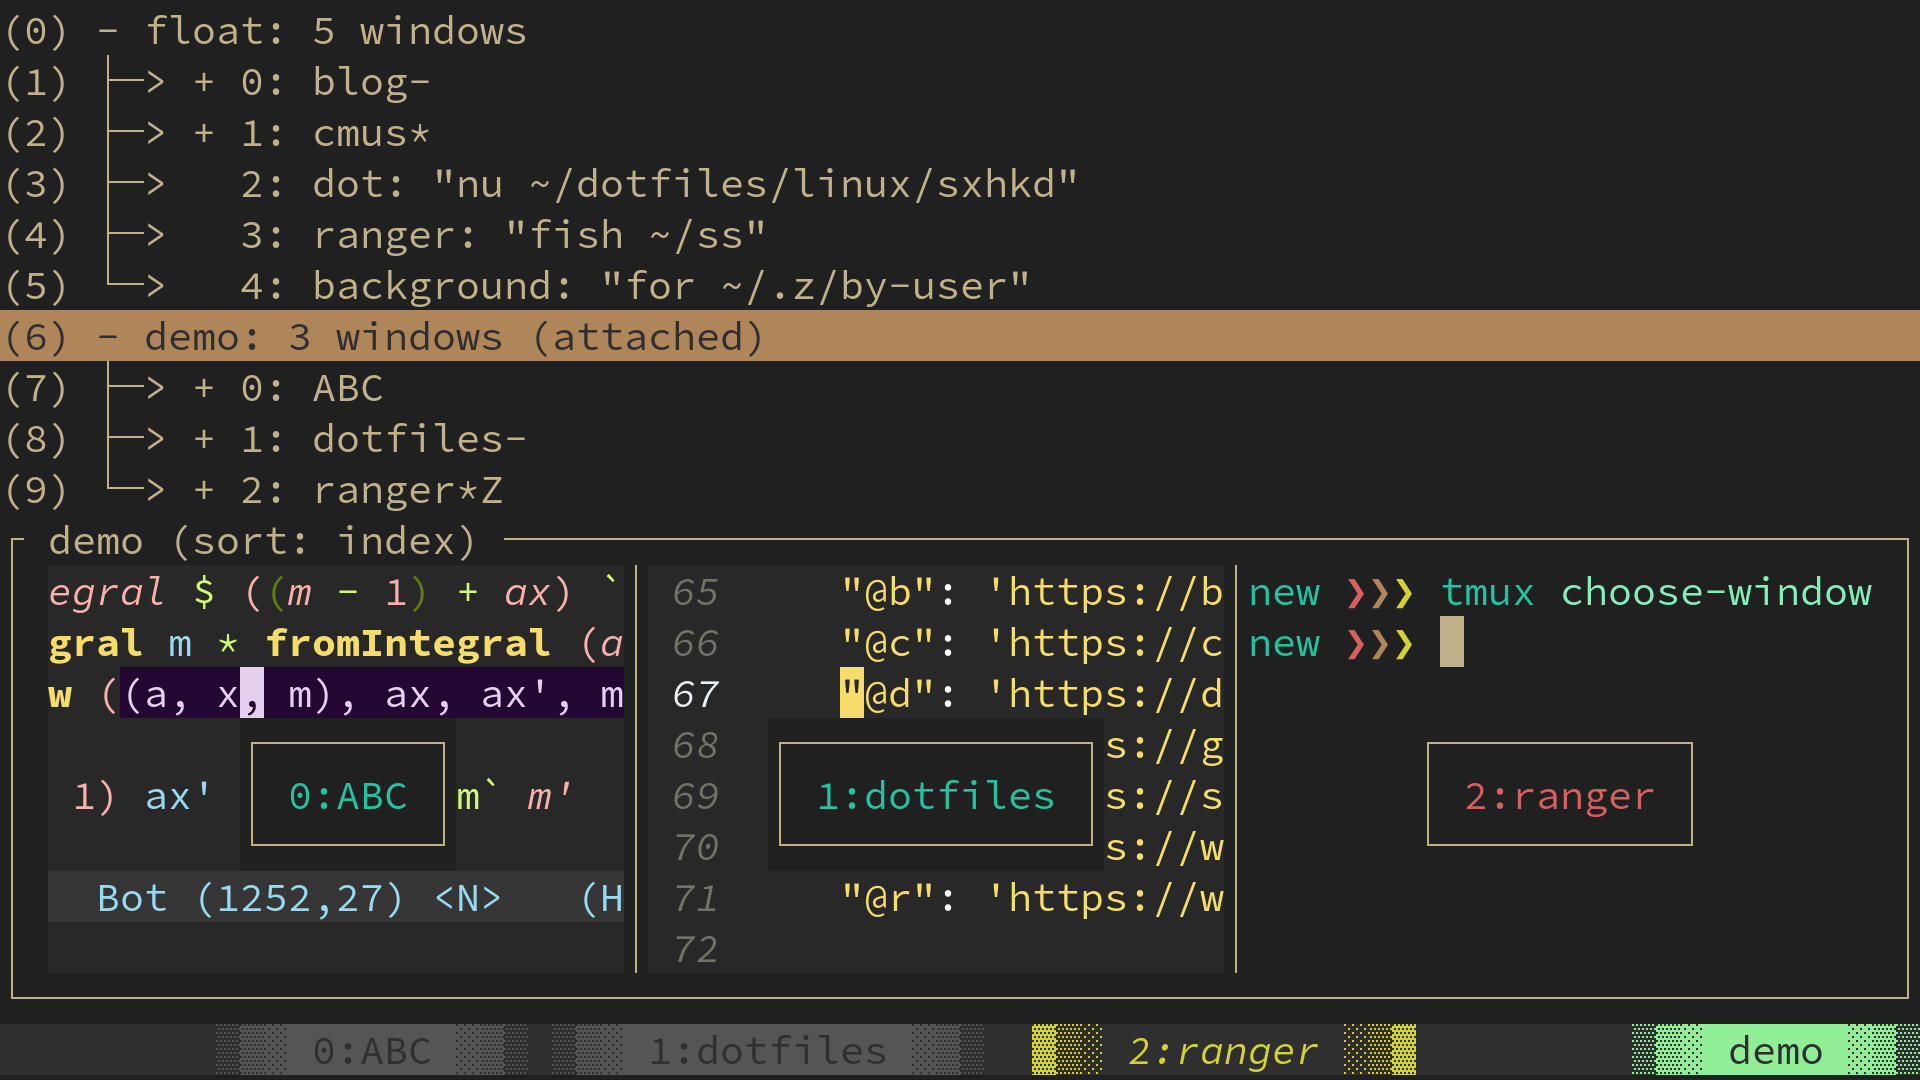 (0) - float: 5 windows
(1) ├─> + 0: blog-
(2) ├─> + 1: cmus*
(3) ├─>   2: dot: "nu ~/dotfiles/linux/sxhkd"
(4) ├─>   3: ranger: "fish ~/ss"
(5) └─>   4: background: "for ~/.z/by-user"
(6) - demo: 3 windows (attached)
(7) ├─> + 0: ABC
(8) ├─> + 1: dotfiles-
(9) └─> + 2: ranger*Z
demo (sort: index)
egral $ ((m - 1) + ax) `
gral m * fromIntegral (a
w ((a, x, m), ax, ax', m
1) ax'
m` m'
0:ABC
Bot (1252,27) <N> (H
65 "@b": 'https://b
66 "@c": 'https://c
67 "@d": 'https://d
68 s://g
69 s://s
70 s://w
71 "@r": 'https://w
72
1:dotfiles
new ❯❯❯ tmux choose-window
new ❯❯❯
2:ranger
0:ABC 1:dotfiles 2:ranger demo